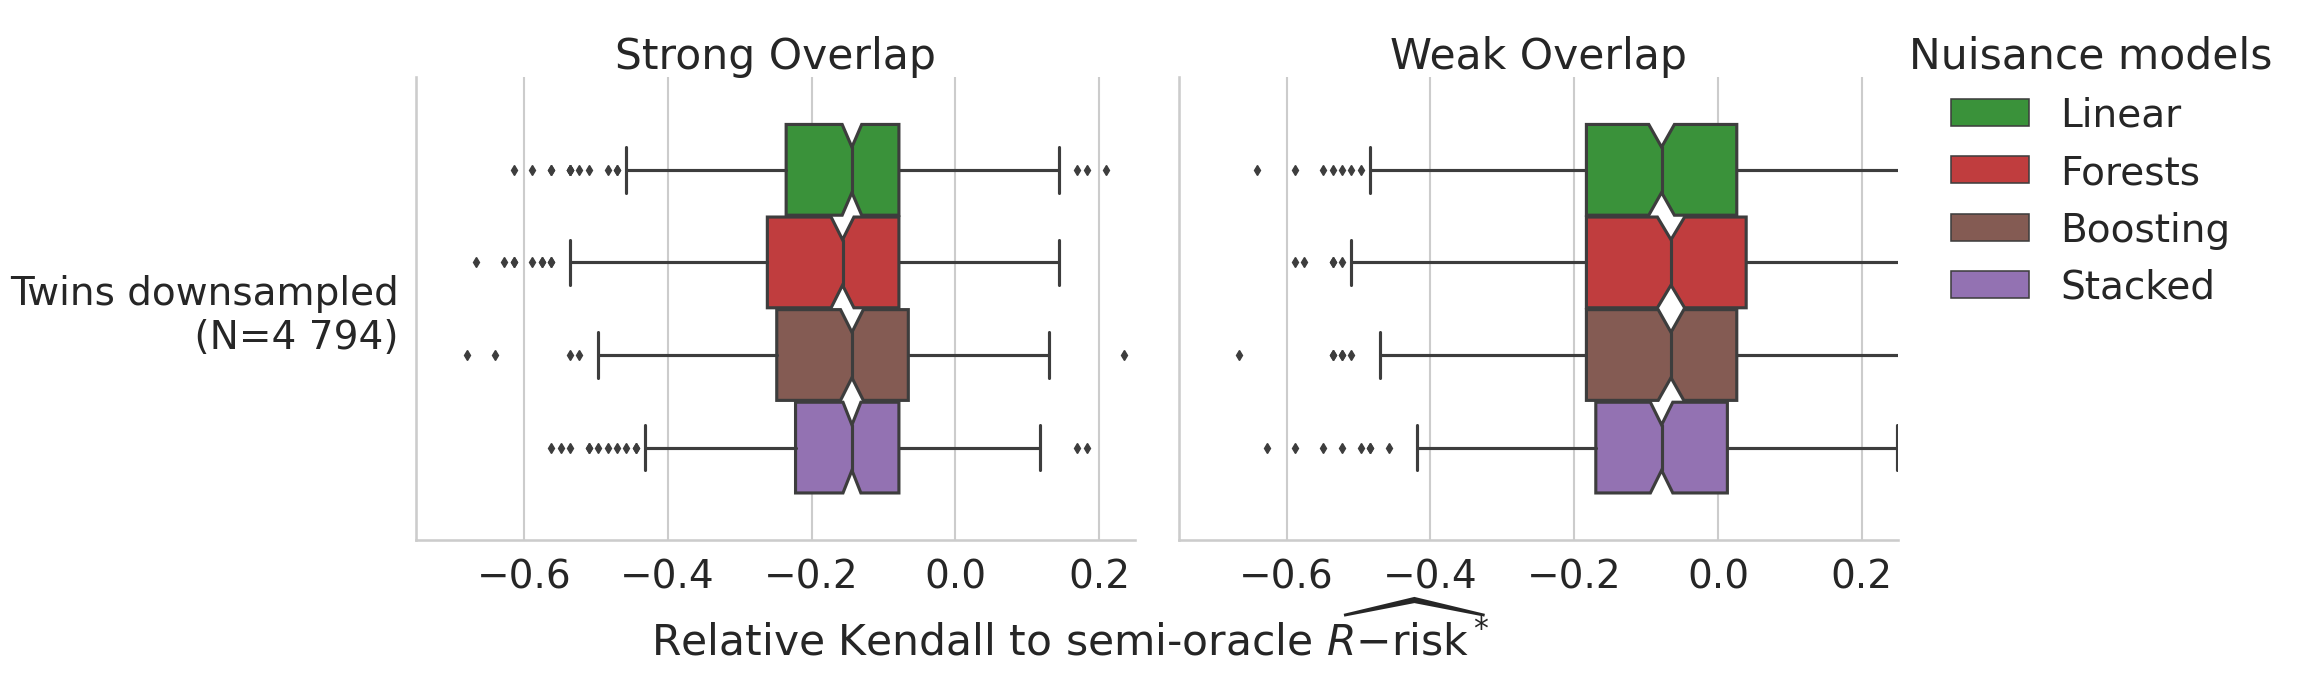 Strong Overlap
Weak Overlap
Nuisance models
Linear
Forests
Boosting
Stacked
Twins downsampled
(N=4 794)
−0.6 −0.4 −0.2 0.0 0.2
−0.6 −0.4 −0.2 0.0 0.2
Relative Kendall to semi-oracle $\widehat{R-\mathrm{risk}}^*$